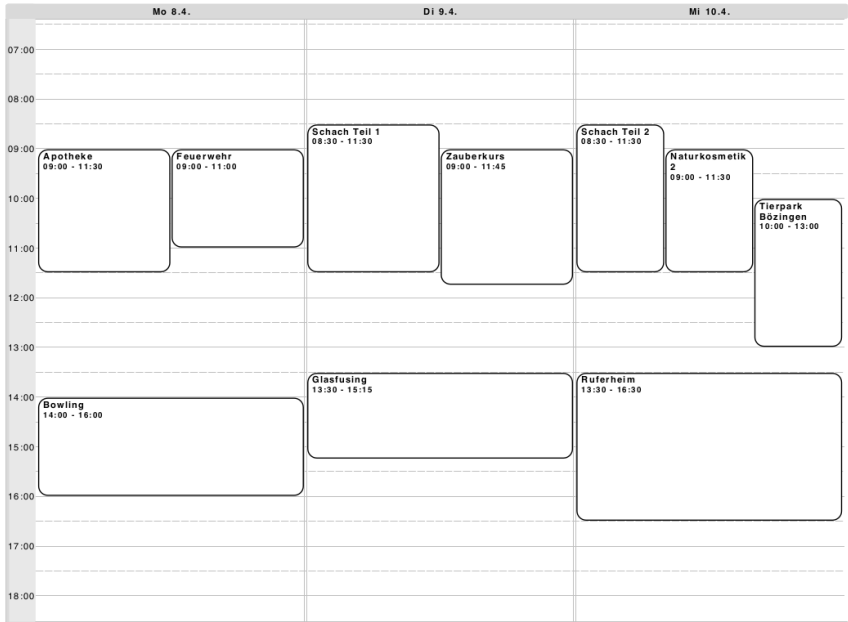 Mo 8.4.
Di 9.4.
Mi 10.4.
07:00
08:00
09:00
10:00
11:00
12:00
13:00
14:00
15:00
16:00
17:00
18:00
Apotheke
09:00 - 11:30
Feuerwehr
09:00 - 11:00
Bowling
14:00 - 16:00
Schach Teil 1
08:30 - 11:30
Zauberkurs
09:00 - 11:45
Glasfusing
13:30 - 15:15
Schach Teil 2
08:30 - 11:30
Naturkosmetik
2
09:00 - 11:30
Tierpark
Bözingen
10:00 - 13:00
Ruferheim
13:30 - 16:30